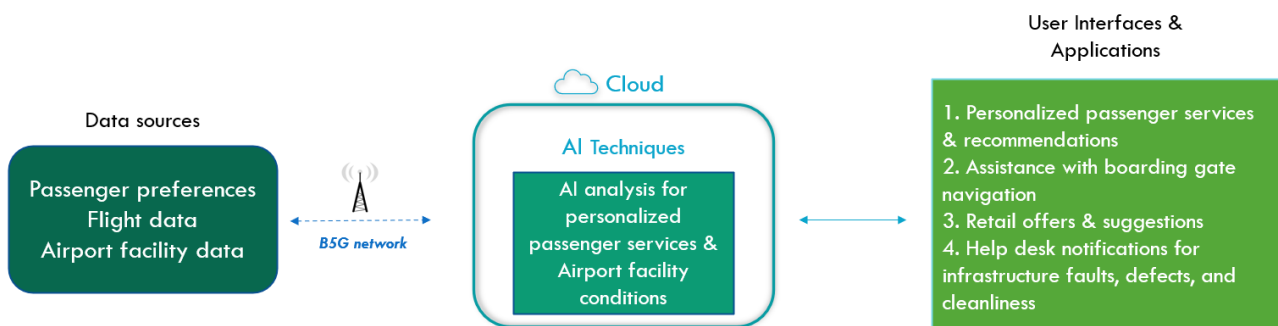 Data sources
Passenger preferences
Flight data
Airport facility data
B5G network
Cloud
AI Techniques
AI analysis for
personalized
passenger services &
Airport facility
conditions
User Interfaces &
Applications
1. Personalized passenger services
& recommendations
2. Assistance with boarding gate
navigation
3. Retail offers & suggestions
4. Help desk notifications for
infrastructure faults, defects, and
cleanliness